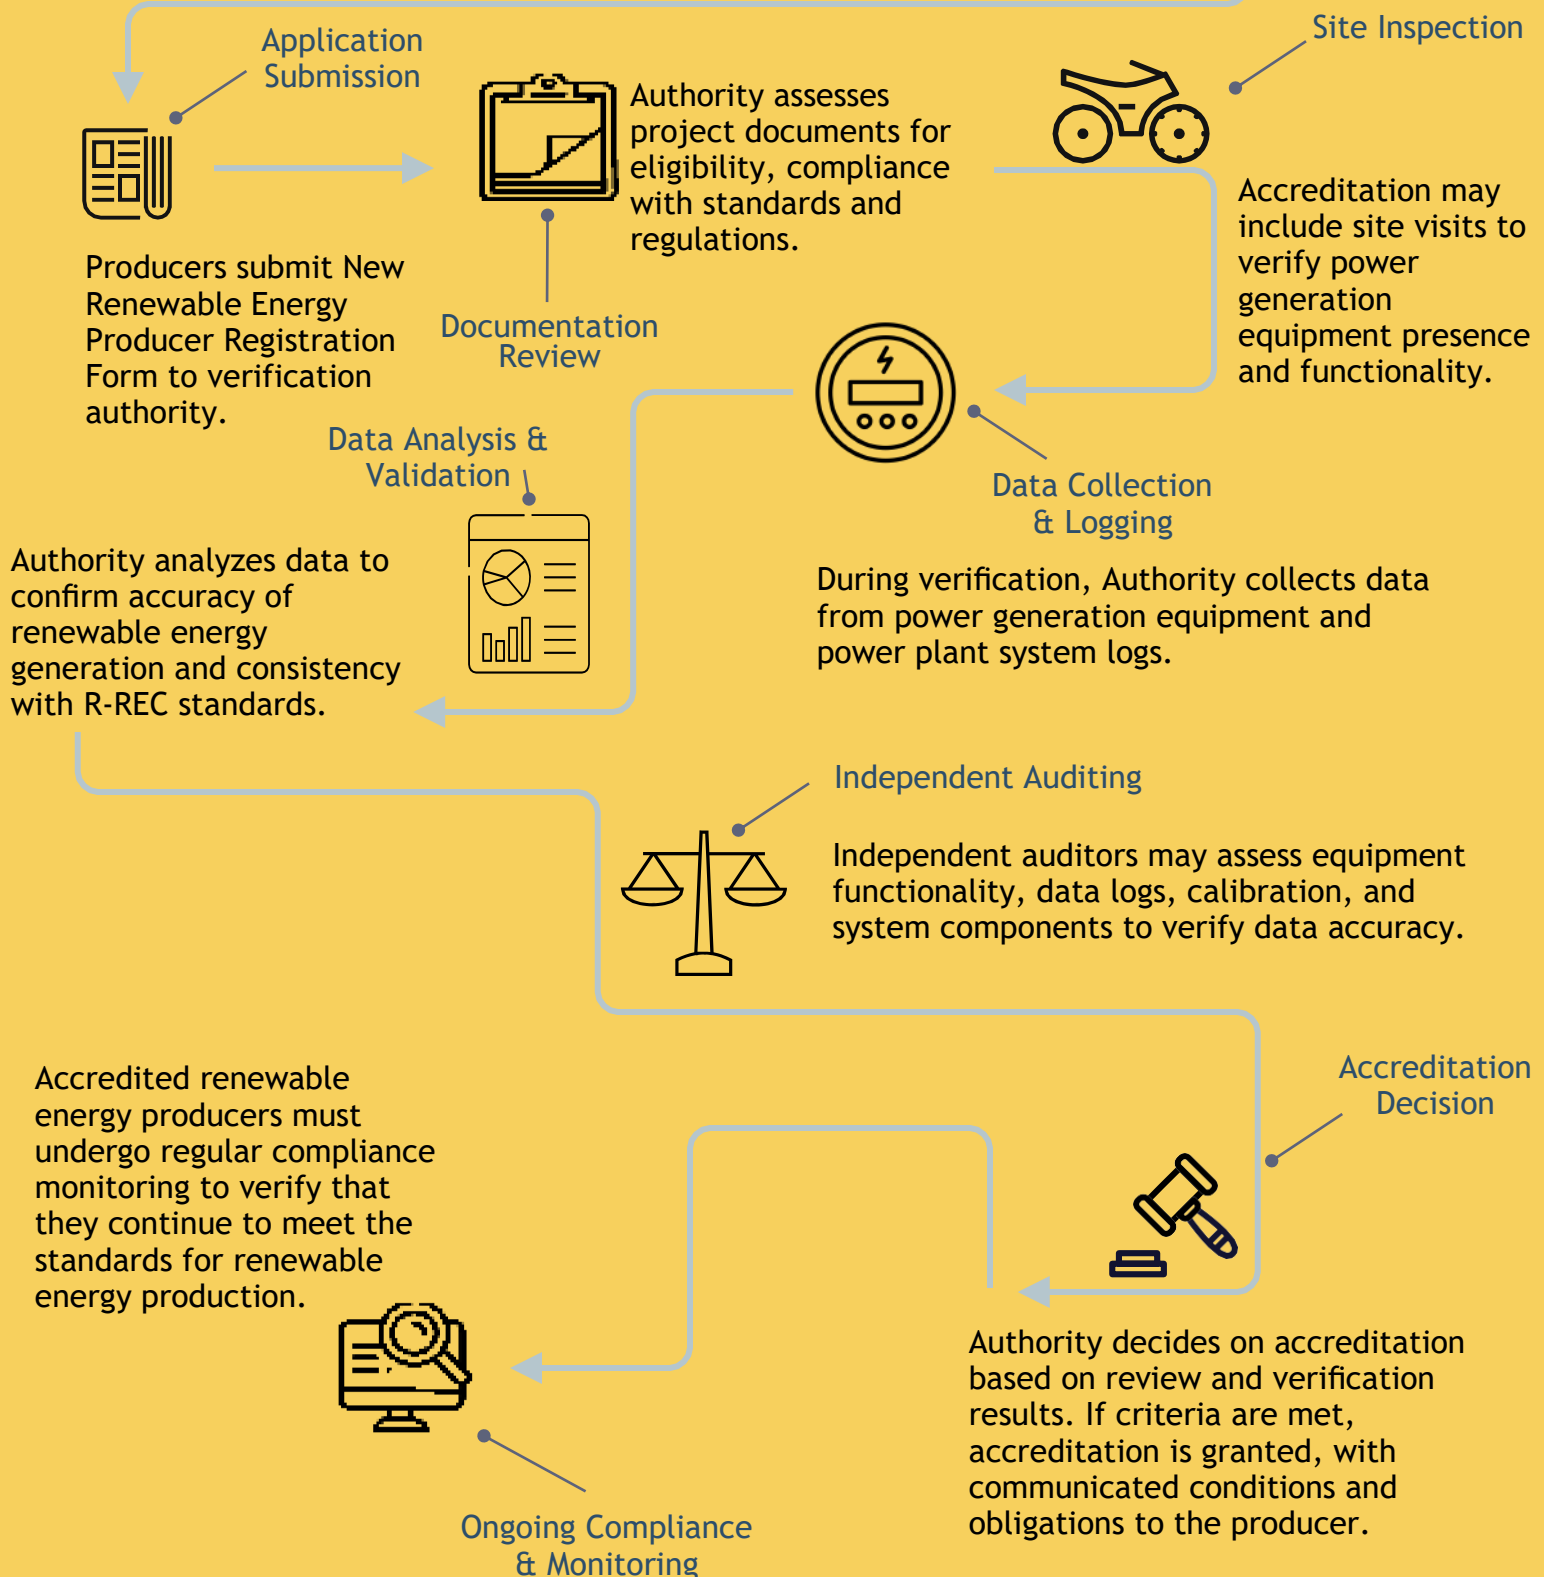 Application
Submission
Producers submit New
Renewable Energy
Producer Registration
Form to verification
authority.
Authority assesses
project documents for
eligibility, compliance
with standards and
regulations.
Documentation
Review
Site Inspection
Accreditation may
include site visits to
verify power
generation
equipment presence
and functionality.
Data Collection
& Logging
During verification, Authority collects data
from power generation equipment and
power plant system logs.
Data Analysis &
Validation
Authority analyzes data to
confirm accuracy of
renewable energy
generation and consistency
with R-REC standards.
Independent Auditing
Independent auditors may assess equipment
functionality, data logs, calibration, and
system components to verify data accuracy.
Accreditation
Decision
Authority decides on accreditation
based on review and verification
results. If criteria are met,
accreditation is granted, with
communicated conditions and
obligations to the producer.
Accredited renewable
energy producers must
undergo regular compliance
monitoring to verify that
they continue to meet the
standards for renewable
energy production.
Ongoing Compliance
& Monitoring